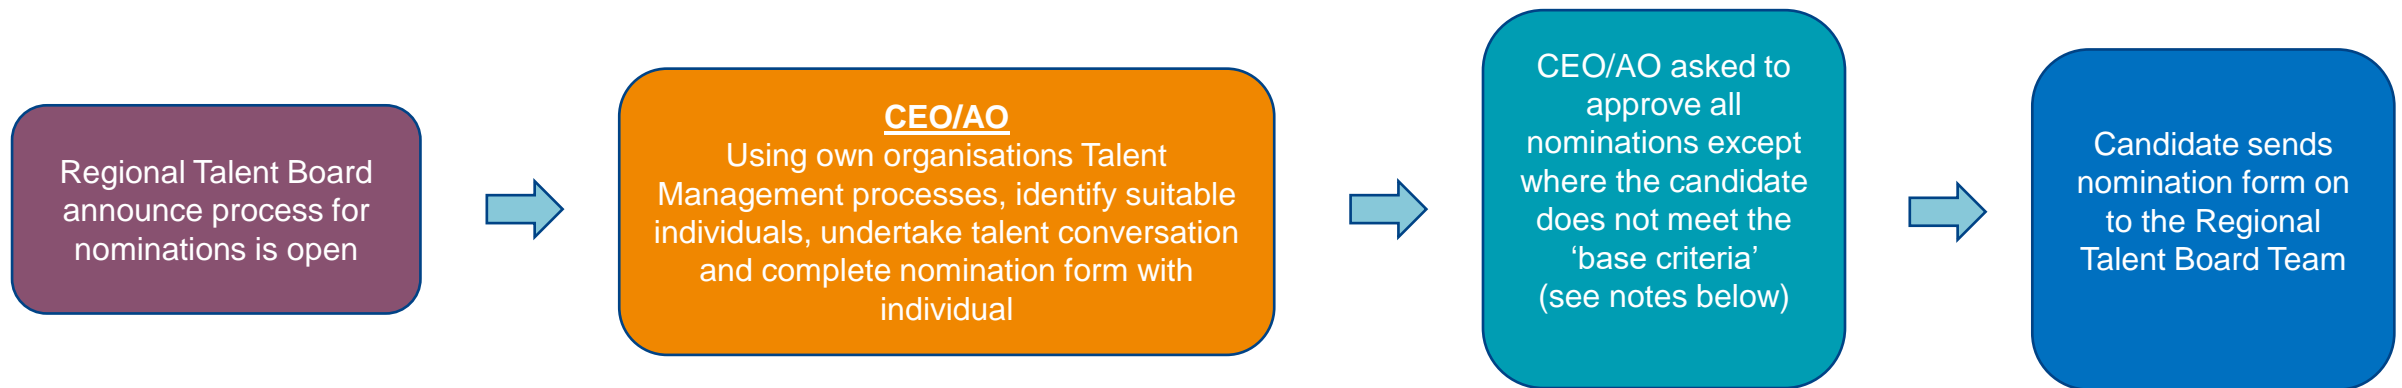 Regional Talent Board
announce process for
nominations is open
CEO/AO
Using own organisations Talent
Management processes, identify suitable
individuals, undertake talent conversation
and complete nomination form with
individual
CEO/AO asked to
approve all
nominations except
where the candidate
does not meet the
‘base criteria’
(see notes below)
Candidate sends
nomination form on
to the Regional
Talent Board Team